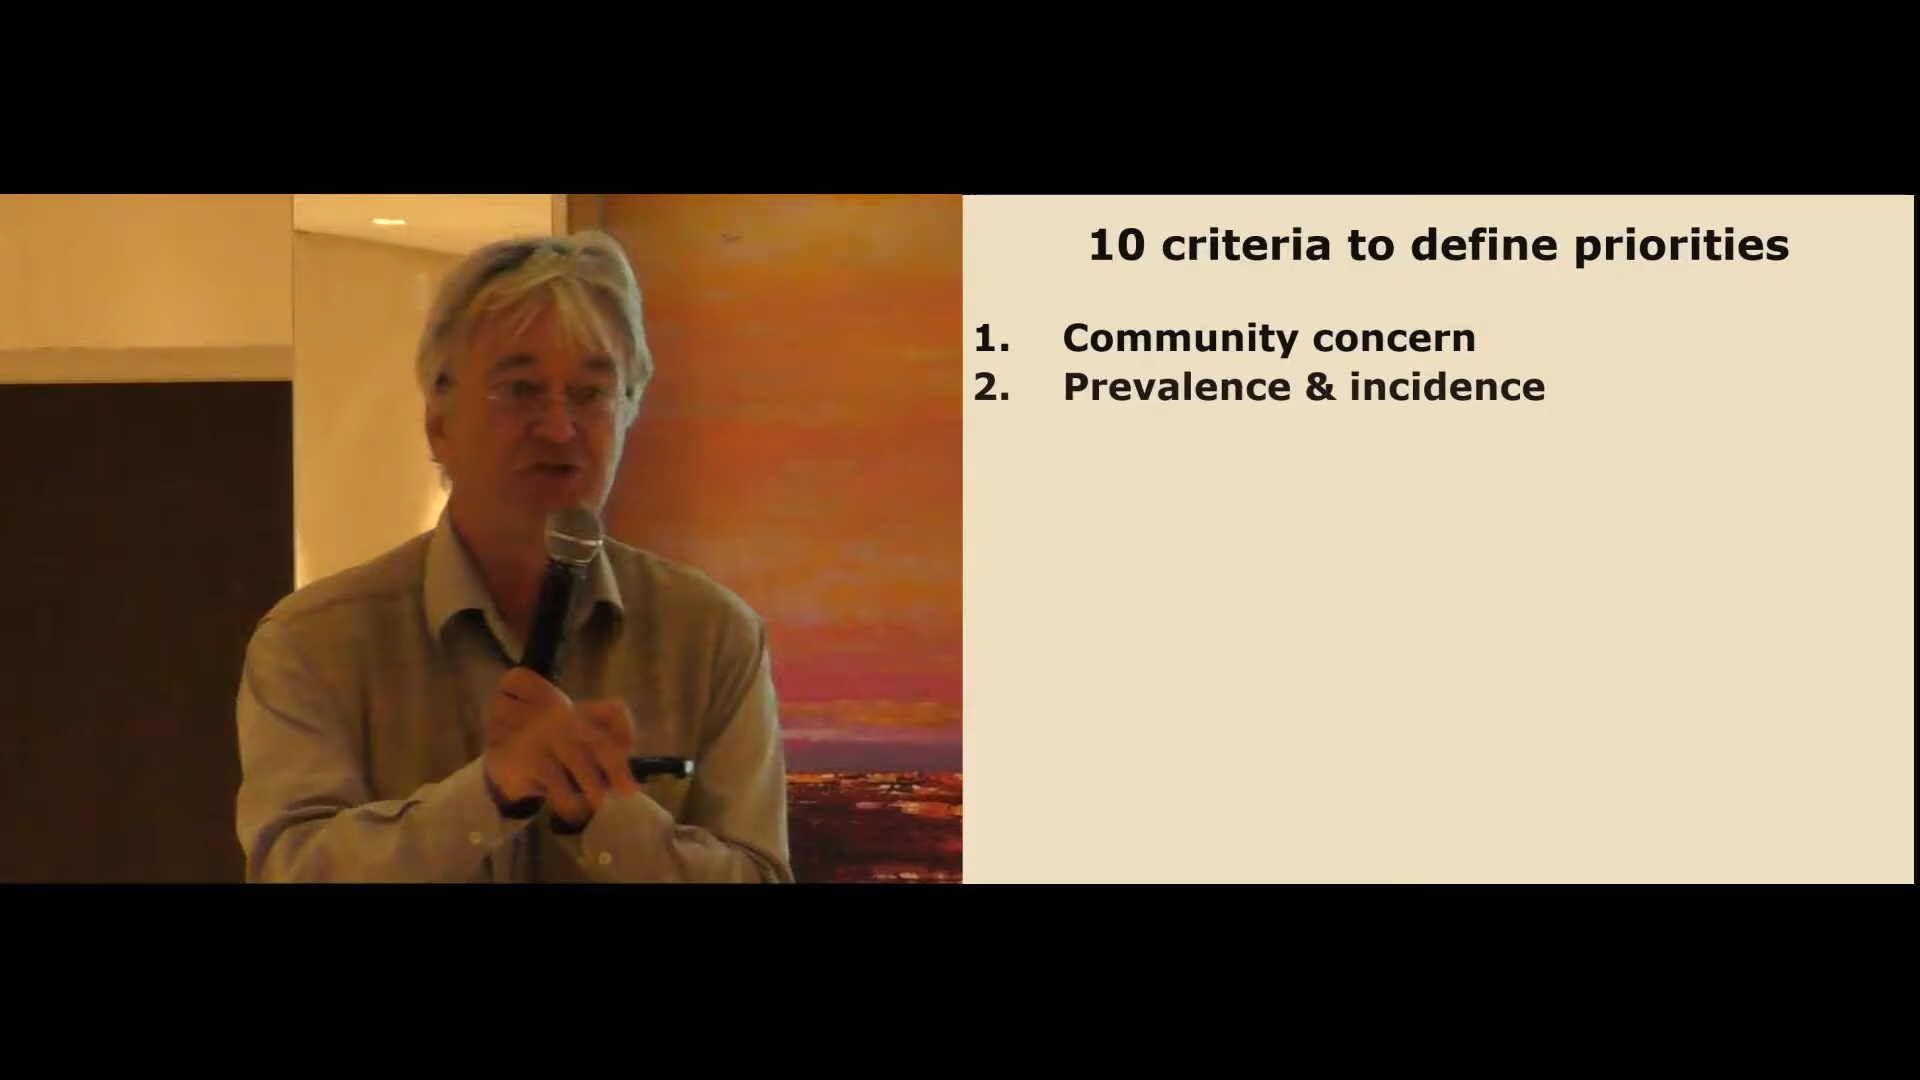 10 criteria to define priorities
1. Community concern
2. Prevalence & incidence